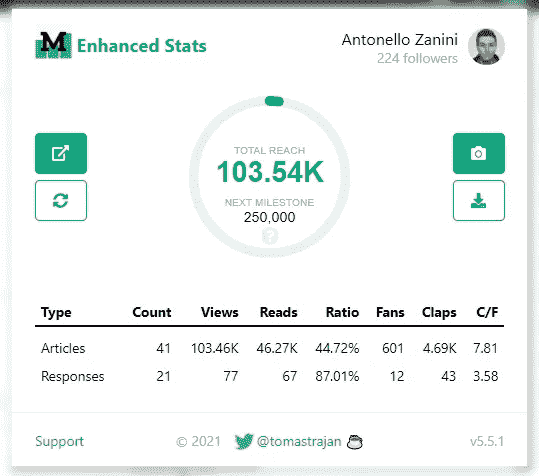 M Enhanced Stats
Antonello Zanini
224 followers
TOTAL REACH
103.54K
NEXT MILESTONE
250,000
?
Type Count Views Reads Ratio Fans Claps C/F
Articles 41 103.46K 46.27K 44.72% 601 4.69K 7.81
Responses 21 77 67 87.01% 12 43 3.58
Support © 2021 @tomastrajan v5.5.1